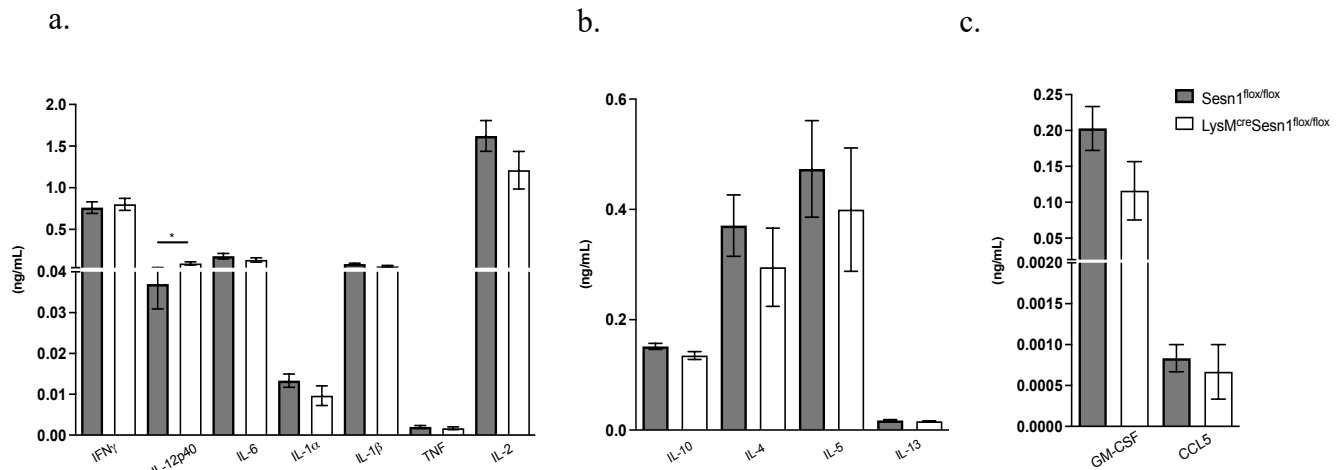 a.
b.
c.
(ng/mL)
2.0
1.5
1.0
0.5
0.04
0.03
0.02
0.01
0.00
*
IFNγ
IL-12p40
IL-6
IL-1α
IL-1β
TNF
IL-2
0.6
0.4
0.2
0.0
IL-10
IL-4
IL-5
IL-13
(ng/mL)
0.25
0.20
0.15
0.10
0.05
0.0020
0.0015
0.0010
0.0005
0.0000
GM-CSF
CCL5
Sesn1flox/flox
LysMcreSesn1flox/flox